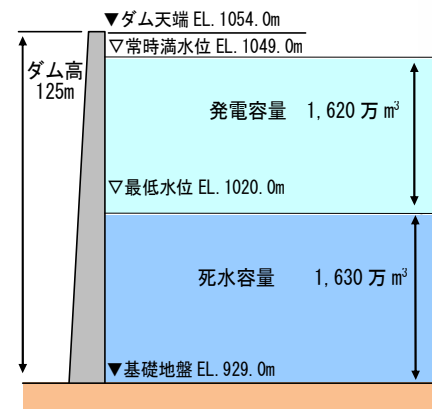 ▼ダム天端 EL.1054.0m
▽常時満水位 EL.1049.0m
ダム高
125m
発電容量 1,620万m³
▽最低水位 EL.1020.0m
死水容量 1,630万m³
▼基礎地盤 EL.929.0m